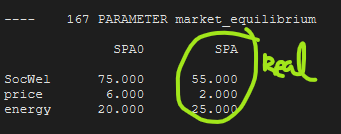 ---- 167 PARAMETER market_equilibrium
SPA0 SPA
Real
SocWel 75.000 55.000
price 6.000 2.000
energy 20.000 25.000